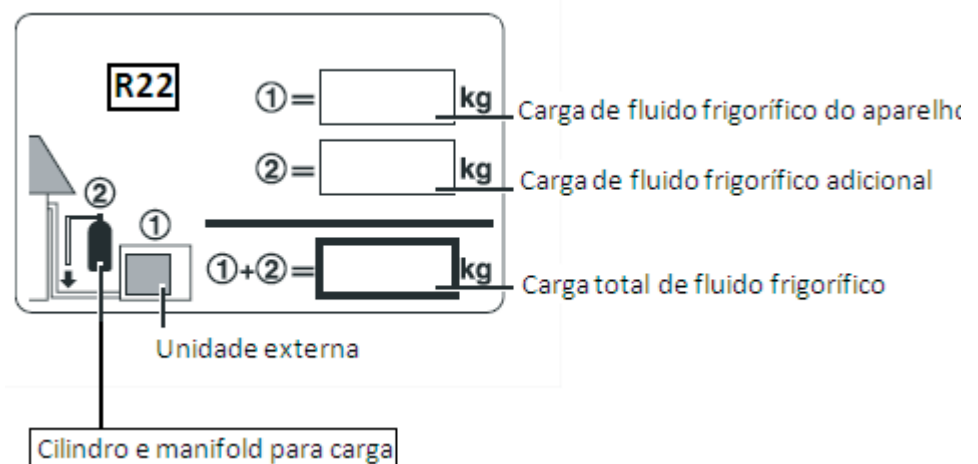 R22
①= kg Carga de fluido frigorífico do aparelho
②= kg Carga de fluido frigorífico adicional
②
①
①+②= kg Carga total de fluido frigorífico
Unidade externa
Cilindro e manifold para carga